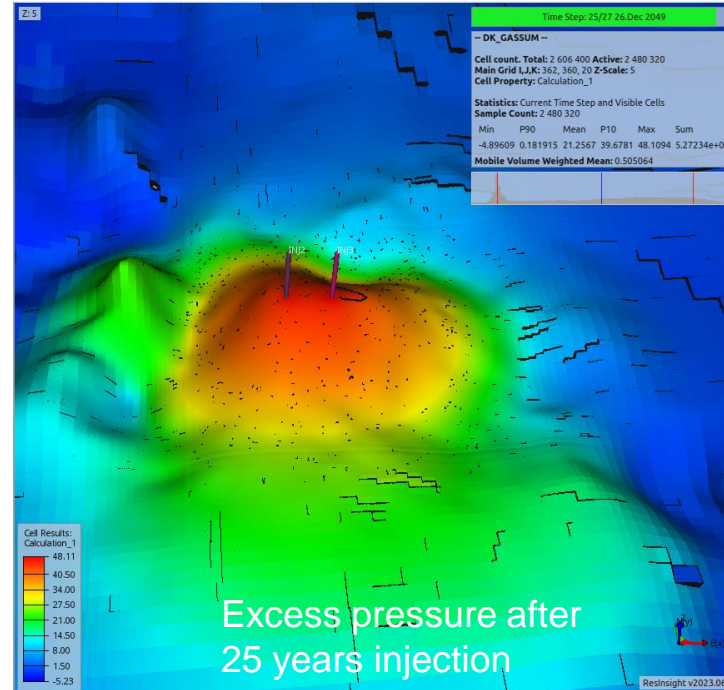 Z: 5
Time Step: 25/27 26.Dec 2049
-- DK_GASSUM --
Cell count. Total: 2 606 400 Active: 2 480 320
Main Grid I,J,K: 362, 360, 20 Z-Scale: 5
Cell Property: Calculation_1
Statistics: Current Time Step and Visible Cells
Sample Count: 2 480 320
Min P90 Mean P10 Max Sum
-4.89609 0.181915 21.2567 39.6781 48.1094 5.27234e+0
Mobile Volume Weighted Mean: 0.505064
INJ2 INJ3
Cell Results:
Calculation_1
48.11
40.50
34.00
27.50
21.00
14.50
8.00
1.50
-5.23
Excess pressure after
25 years injection
ResInsight v2023.06